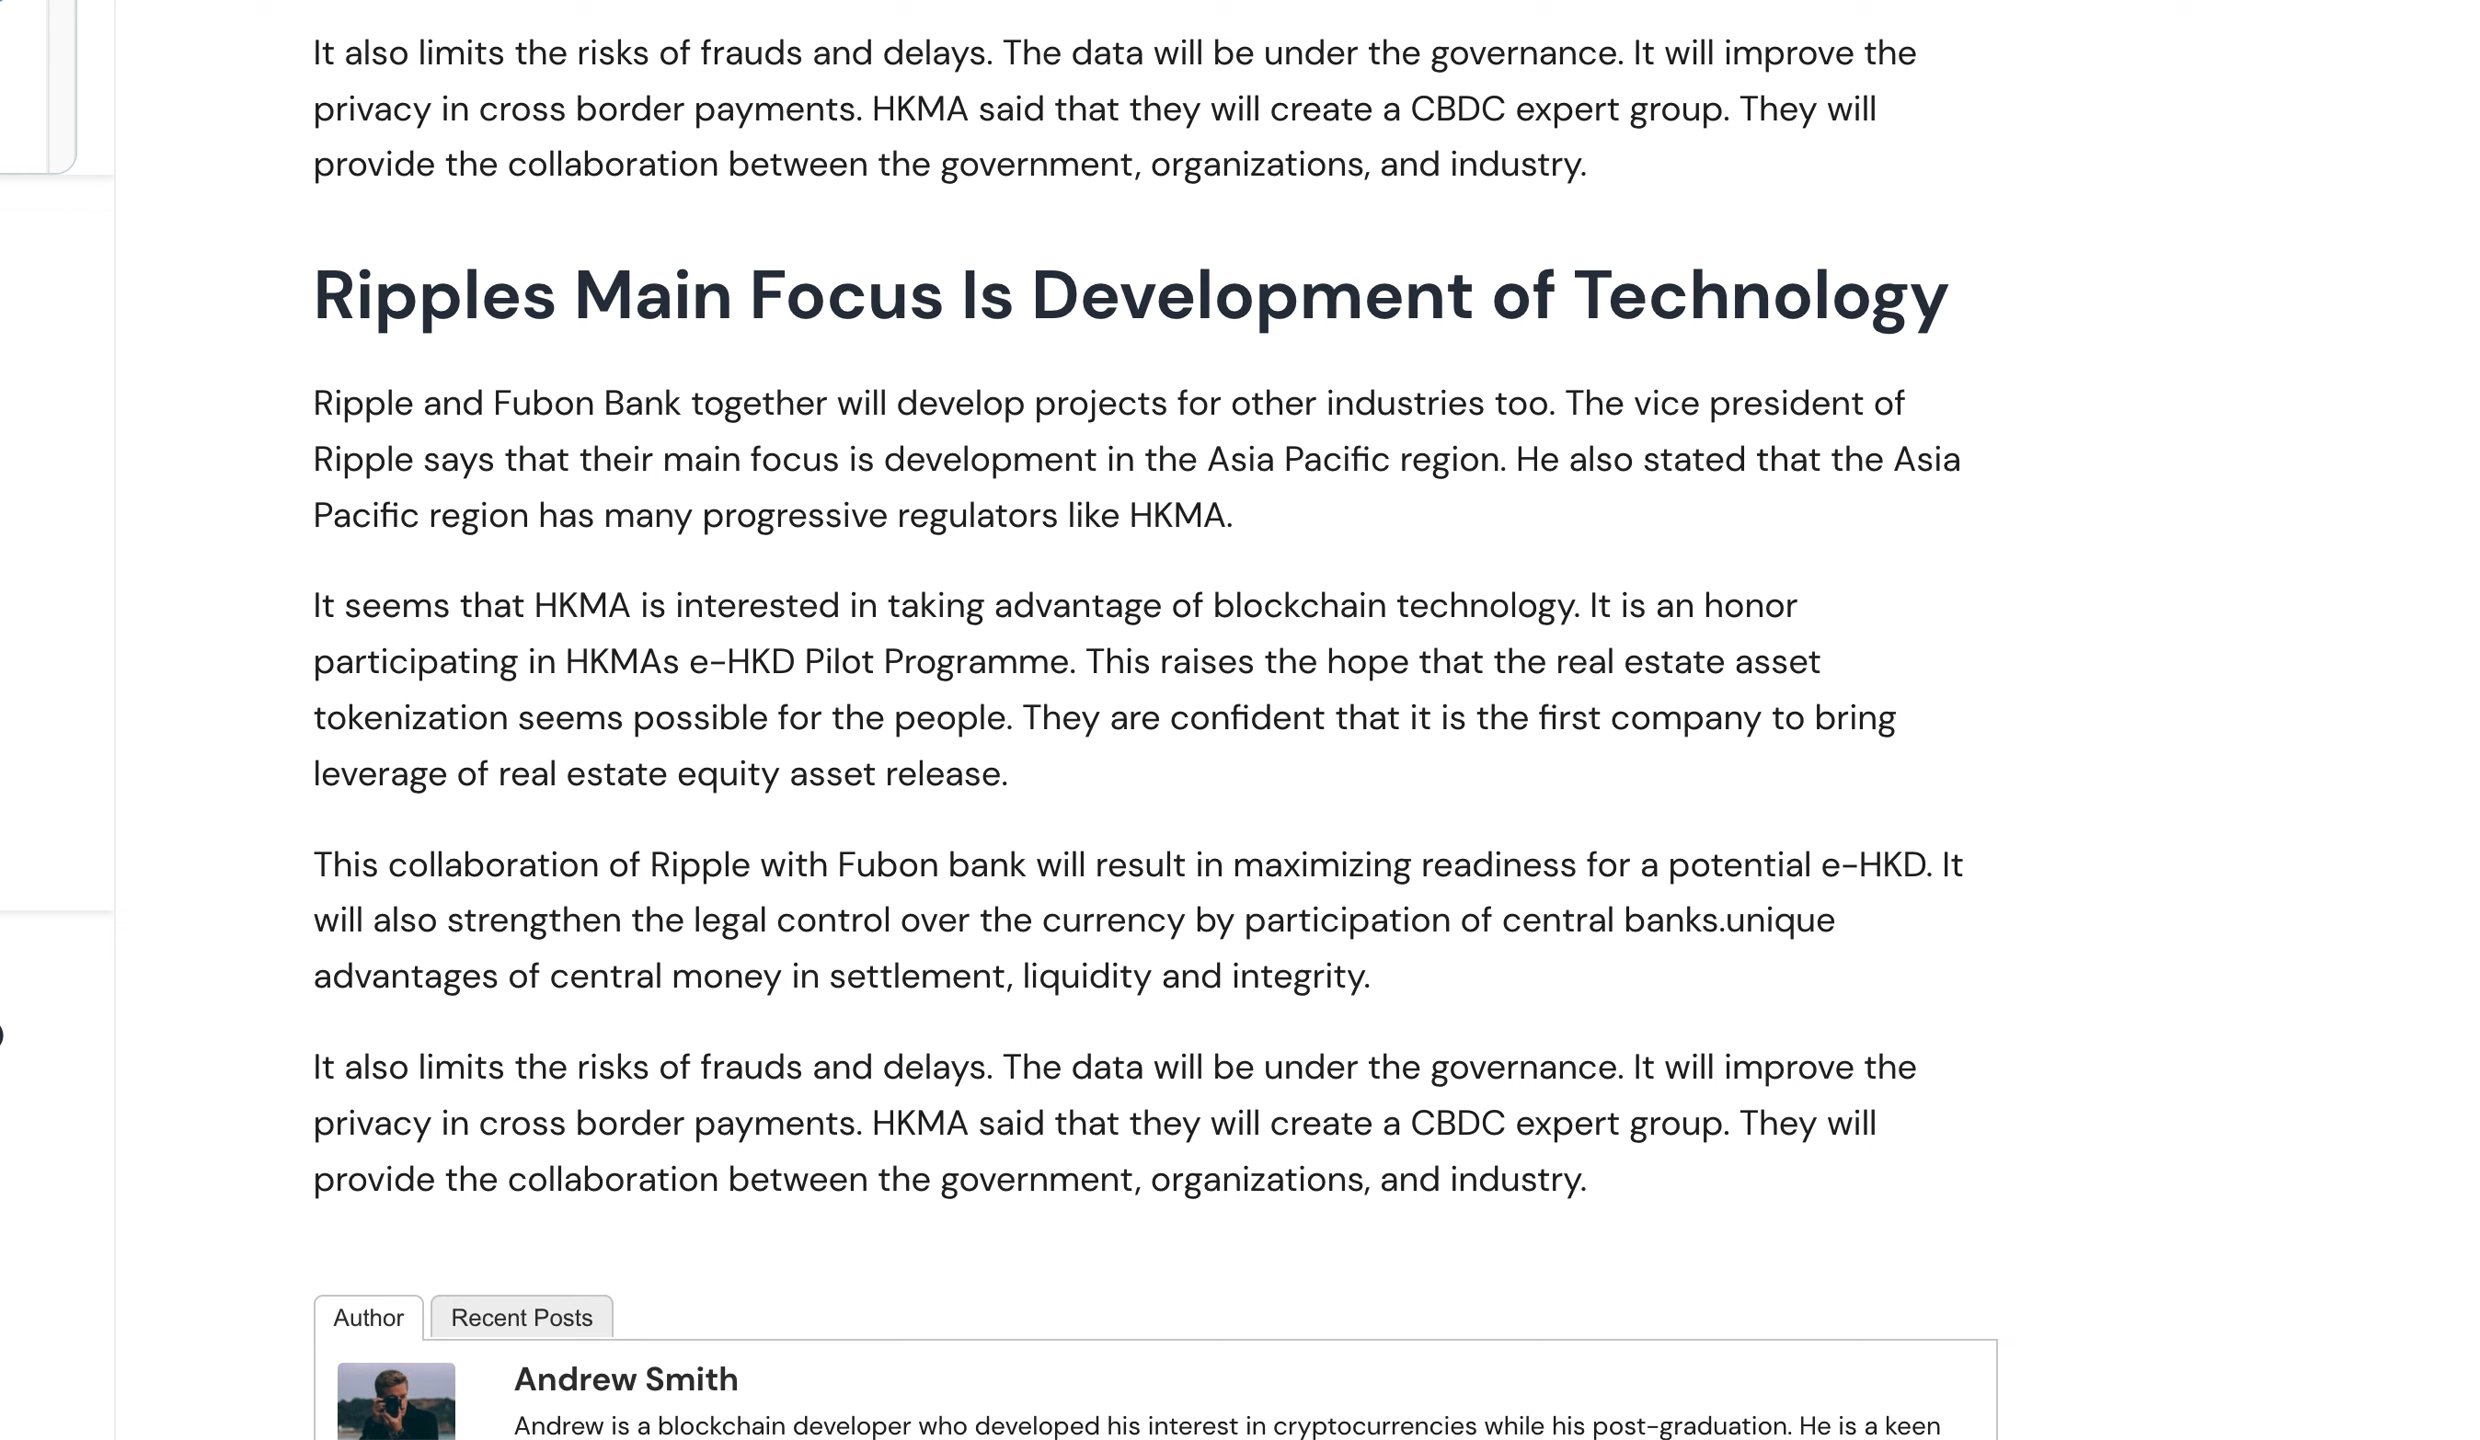 It also limits the risks of frauds and delays. The data will be under the governance. It will improve the
privacy in cross border payments. HKMA said that they will create a CBDC expert group. They will
provide the collaboration between the government, organizations, and industry.
Ripples Main Focus Is Development of Technology
Ripple and Fubon Bank together will develop projects for other industries too. The vice president of
Ripple says that their main focus is development in the Asia Pacific region. He also stated that the Asia
Pacific region has many progressive regulators like HKMA.
It seems that HKMA is interested in taking advantage of blockchain technology. It is an honor
participating in HKMAs e-HKD Pilot Programme. This raises the hope that the real estate asset
tokenization seems possible for the people. They are confident that it is the first company to bring
leverage of real estate equity asset release.
This collaboration of Ripple with Fubon bank will result in maximizing readiness for a potential e-HKD. It
will also strengthen the legal control over the currency by participation of central banks.unique
advantages of central money in settlement, liquidity and integrity.
It also limits the risks of frauds and delays. The data will be under the governance. It will improve the
privacy in cross border payments. HKMA said that they will create a CBDC expert group. They will
provide the collaboration between the government, organizations, and industry.
Author Recent Posts
Andrew Smith
Andrew is a blockchain developer who developed his interest in cryptocurrencies while his post-graduation. He is a keen